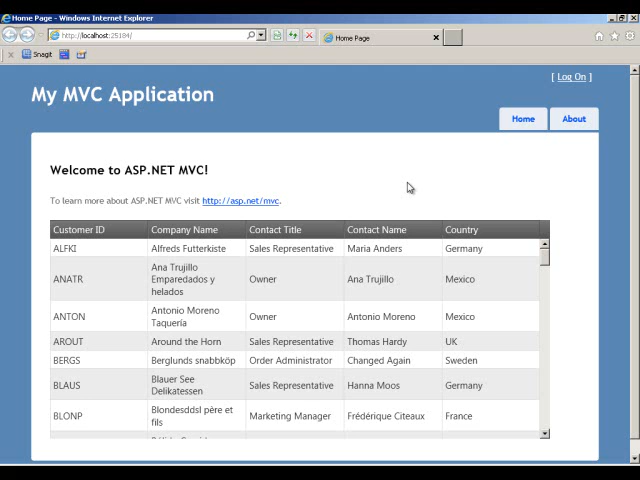 Home Page - Windows Internet Explorer
http://localhost:25184/
Home Page
Snagit
[ Log On ]
My MVC Application
Home About
Welcome to ASP.NET MVC!
To learn more about ASP.NET MVC visit http://asp.net/mvc.
Customer ID Company Name Contact Title Contact Name Country
ALFKI Alfreds Futterkiste Sales Representative Maria Anders Germany
Ana Trujillo
ANATR Emparedados y Owner Ana Trujillo Mexico
helados
Antonio Moreno
ANTON Taquería Owner Antonio Moreno Mexico
AROUT Around the Horn Sales Representative Thomas Hardy UK
BERGS Berglunds snabbköp Order Administrator Changed Again Sweden
Blauer See
BLAUS Delikatessen Sales Representative Hanna Moos Germany
Blondesddsl père et
BLONP fils Marketing Manager Frédérique Citeaux France